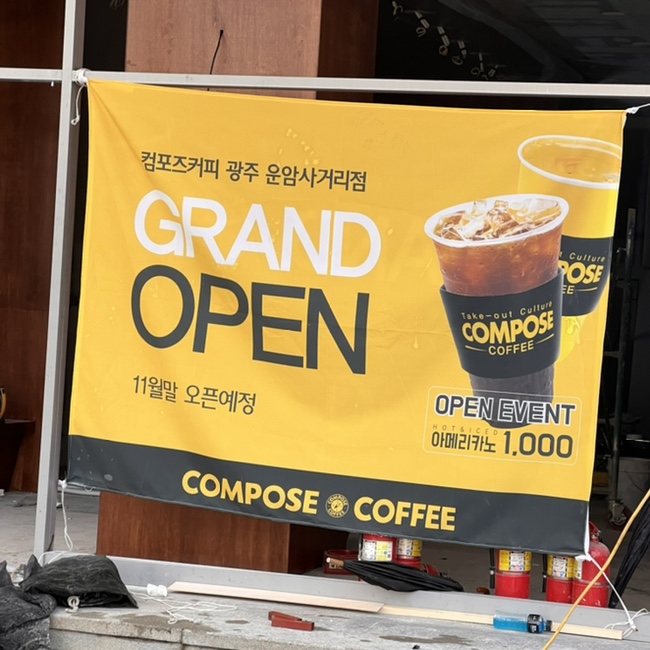 컴포즈커피 광주 운암사거리점
GRAND
OPEN
11월말 오픈예정
Take-out Culture
COMPOSE
COFFEE
OPEN EVENT
HOT & ICED
아메리카노 1,000
COMPOSE COFFEE